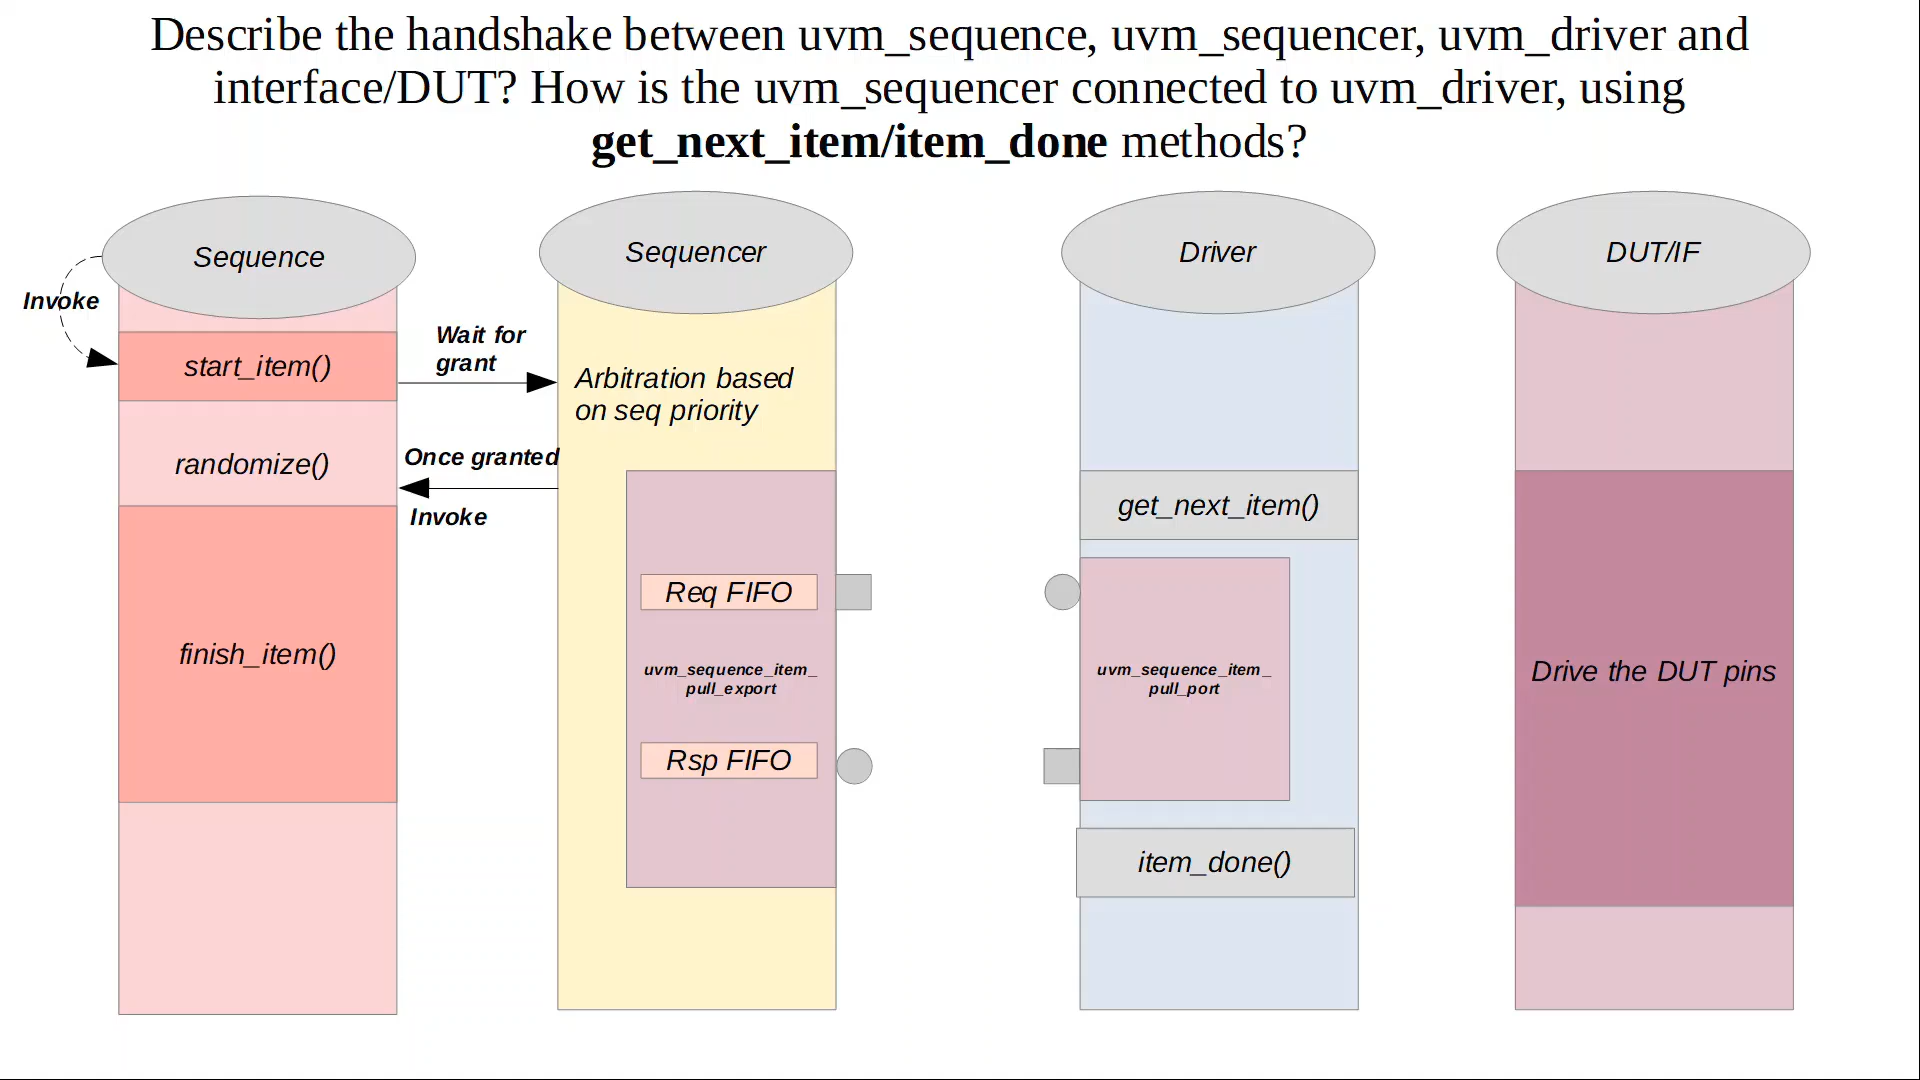 Describe the handshake between uvm_sequence, uvm_sequencer, uvm_driver and
interface/DUT? How is the uvm_sequencer connected to uvm_driver, using
get_next_item/item_done methods?
Sequence
Sequencer
Driver
DUT/IF
Invoke
start_item()
Wait for
grant
Arbitration based
on seq priority
randomize()
Once granted
Invoke
get_next_item()
finish_item()
Req FIFO
uvm_sequence_item_
pull_export
Rsp FIFO
uvm_sequence_item_
pull_port
Drive the DUT pins
item_done()